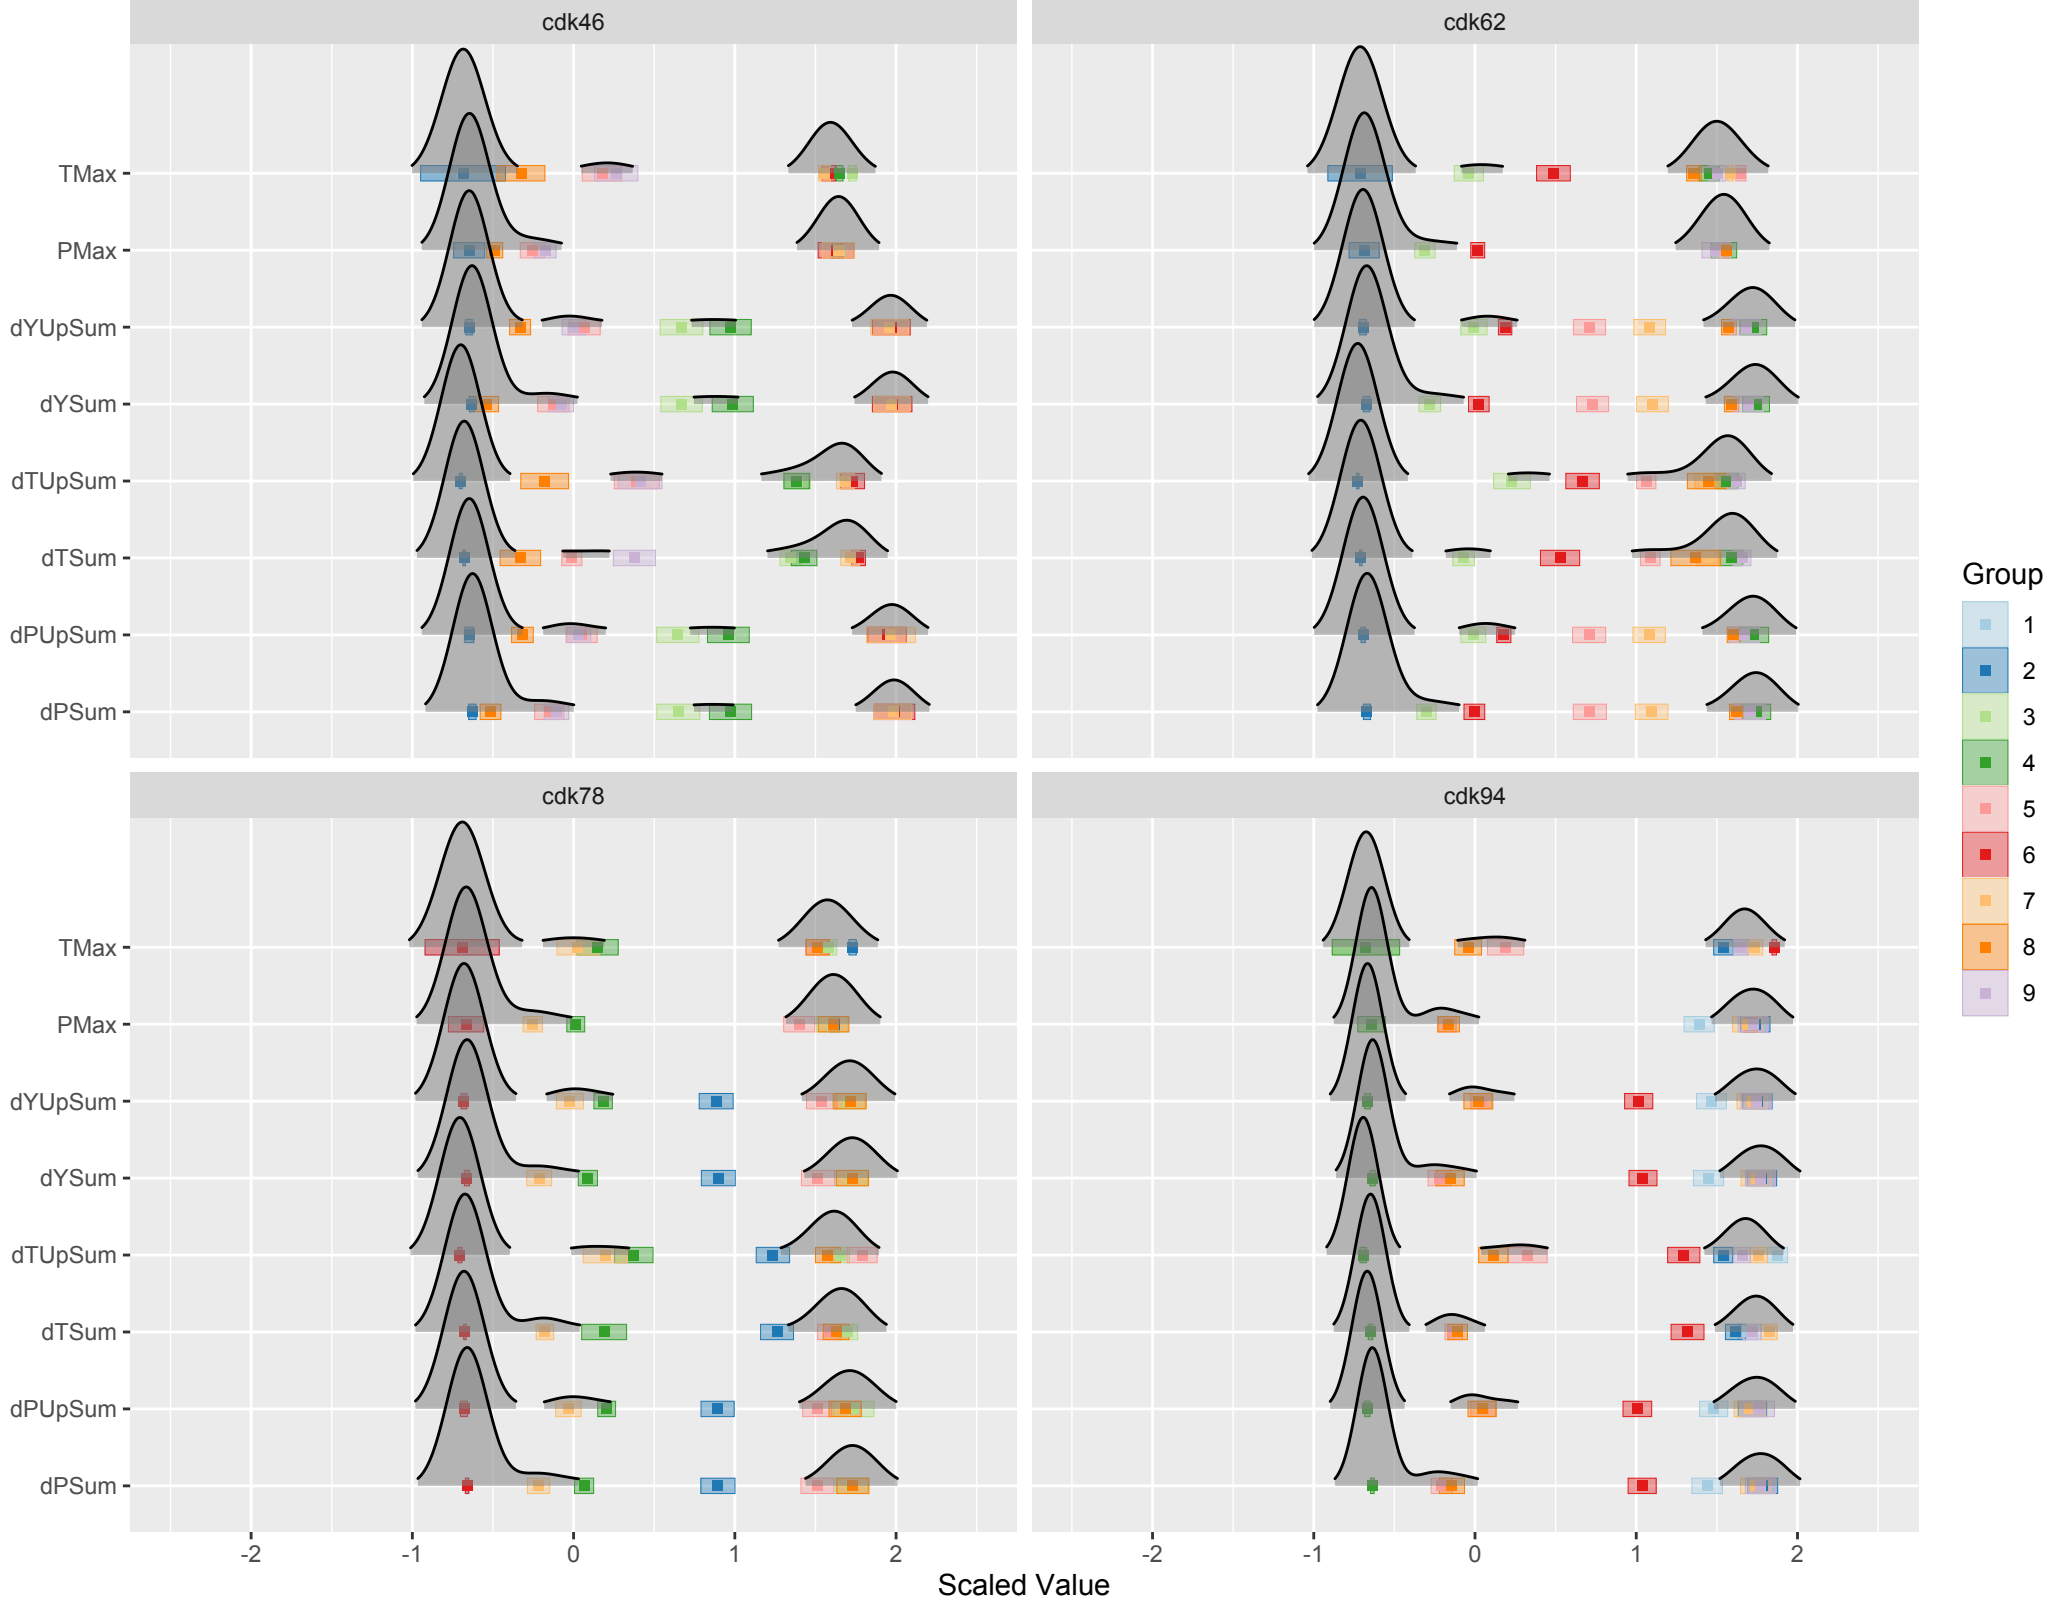 cdk46
cdk62
TMax
PMax
dYUpSum
dYSum
dTUpSum
dTSum
dPUpSum
dPSum
cdk78
cdk94
TMax
PMax
dYUpSum
dYSum
dTUpSum
dTSum
dPUpSum
dPSum
-2 -1 0 1 2
-2 -1 0 1 2
Scaled Value
Group
1
2
3
4
5
6
7
8
9